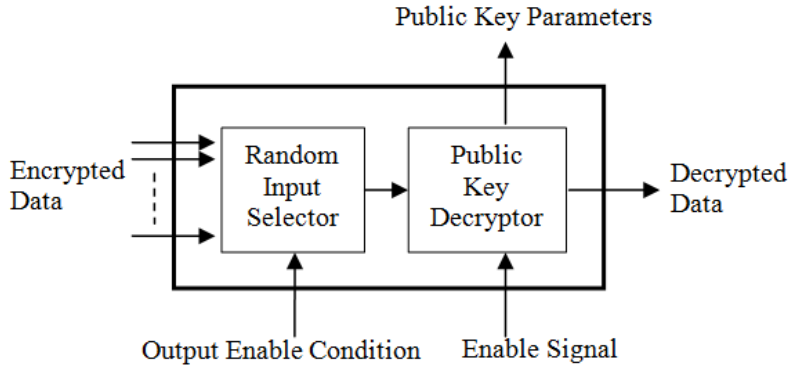 Public Key Parameters
Encrypted
Data
Random
Input
Selector
Public
Key
Decryptor
Decrypted
Data
Output Enable Condition
Enable Signal